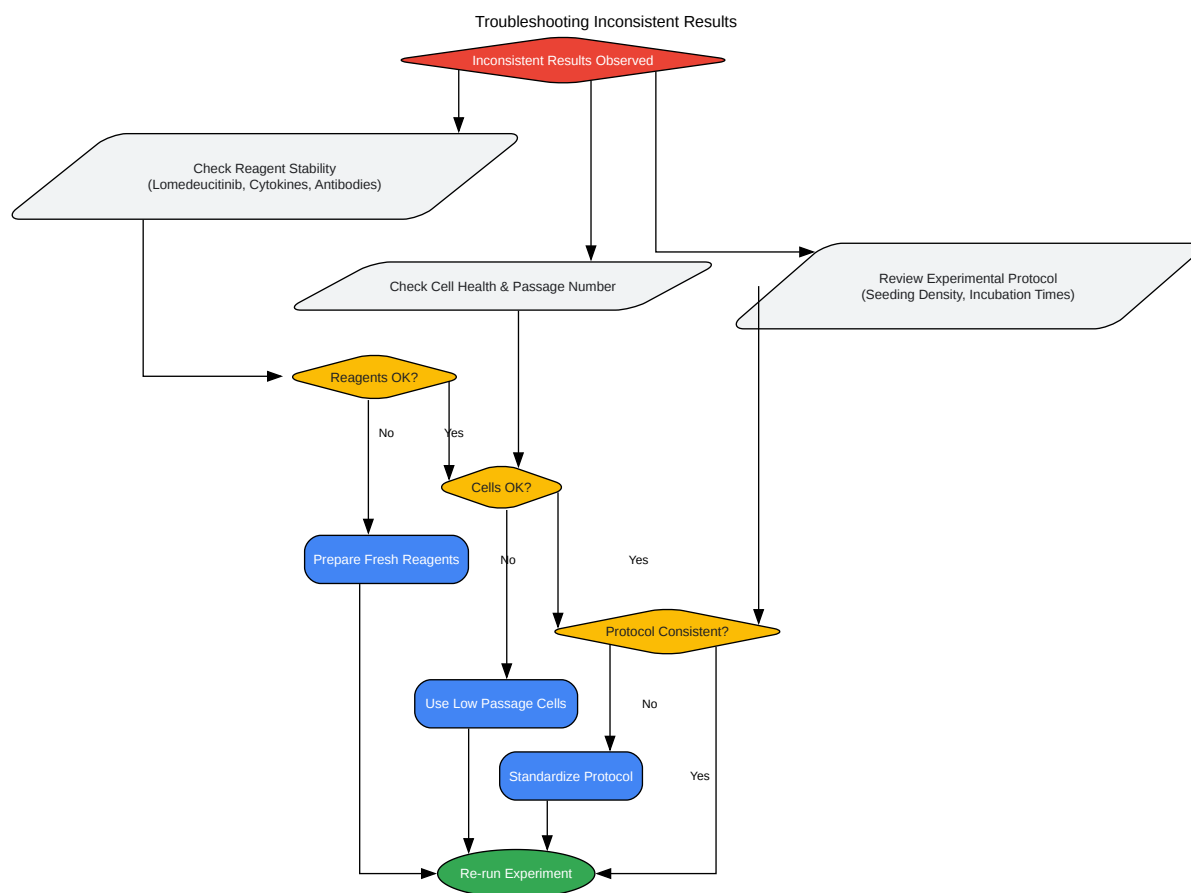 Troubleshooting Inconsistent Results
Inconsistent Results Observed
Check Reagent Stability
(Lomedeucitinib, Cytokines, Antibodies)
Check Cell Health & Passage Number
Review Experimental Protocol
(Seeding Density, Incubation Times)
Reagents OK?
No
Yes
Cells OK?
Prepare Fresh Reagents
No
Yes
Protocol Consistent?
Use Low Passage Cells
No
Standardize Protocol
Yes
Re-run Experiment